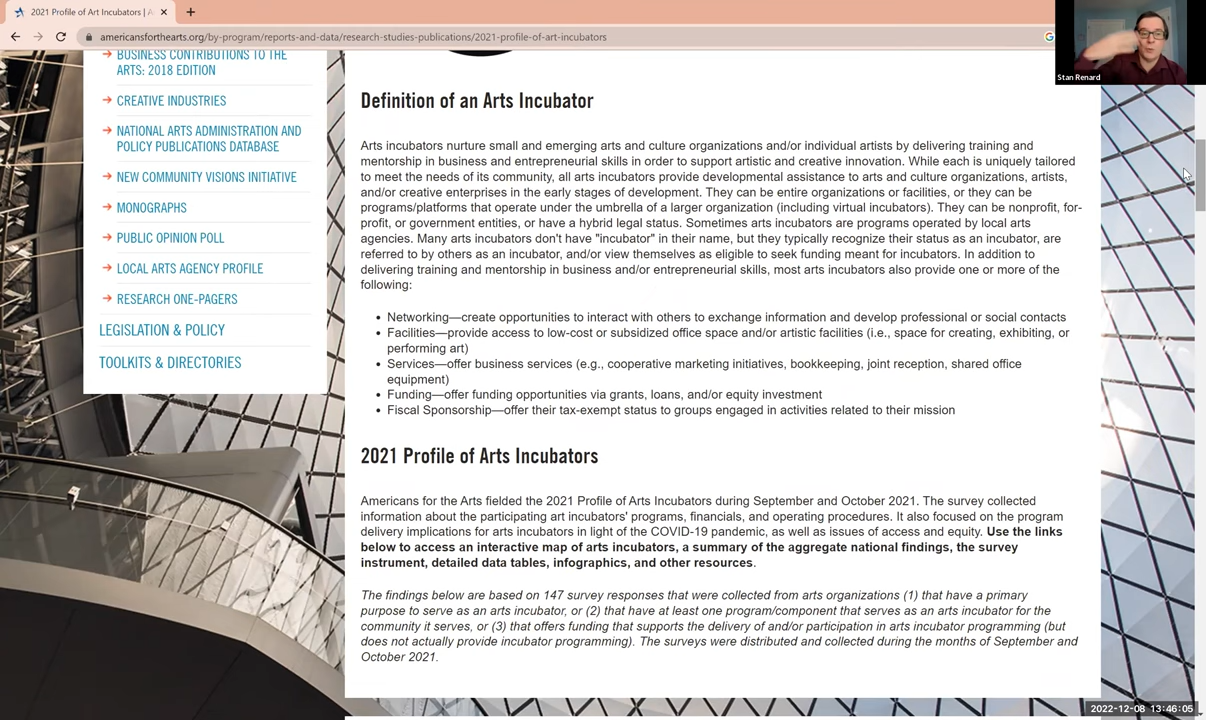 2021 Profile of Art Incubators | A
americansforthearts.org/by-program/reports-and-data/research-studies-publications/2021-profile-of-art-incubators
Stan Renard
BUSINESS CONTRIBUTIONS TO THE
ARTS: 2018 EDITION
CREATIVE INDUSTRIES
NATIONAL ARTS ADMINISTRATION AND
POLICY PUBLICATIONS DATABASE
NEW COMMUNITY VISIONS INITIATIVE
MONOGRAPHS
PUBLIC OPINION POLL
LOCAL ARTS AGENCY PROFILE
RESEARCH ONE-PAGERS
LEGISLATION & POLICY
TOOLKITS & DIRECTORIES
Definition of an Arts Incubator
Arts incubators nurture small and emerging arts and culture organizations and/or individual artists by delivering training and
mentorship in business and entrepreneurial skills in order to support artistic and creative innovation. While each is uniquely tailored
to meet the needs of its community, all arts incubators provide developmental assistance to arts and culture organizations, artists,
and/or creative enterprises in the early stages of development. They can be entire organizations or facilities, or they can be
programs/platforms that operate under the umbrella of a larger organization (including virtual incubators). They can be nonprofit, for-
profit, or government entities, or have a hybrid legal status. Sometimes arts incubators are programs operated by local arts
agencies. Many arts incubators don't have "incubator" in their name, but they typically recognize their status as an incubator, are
referred to by others as an incubator, and/or view themselves as eligible to seek funding meant for incubators. In addition to
delivering training and mentorship in business and/or entrepreneurial skills, most arts incubators also provide one or more of the
following:
• Networking—create opportunities to interact with others to exchange information and develop professional or social contacts
• Facilities—provide access to low-cost or subsidized office space and/or artistic facilities (i.e., space for creating, exhibiting, or
performing art)
• Services—offer business services (e.g., cooperative marketing initiatives, bookkeeping, joint reception, shared office
equipment)
• Funding—offer funding opportunities via grants, loans, and/or equity investment
• Fiscal Sponsorship—offer their tax-exempt status to groups engaged in activities related to their mission
2021 Profile of Arts Incubators
Americans for the Arts fielded the 2021 Profile of Arts Incubators during September and October 2021. The survey collected
information about the participating art incubators' programs, financials, and operating procedures. It also focused on the program
delivery implications for arts incubators in light of the COVID-19 pandemic, as well as issues of access and equity. Use the links
below to access an interactive map of arts incubators, a summary of the aggregate national findings, the survey
instrument, detailed data tables, infographics, and other resources.
The findings below are based on 147 survey responses that were collected from arts organizations (1) that have a primary
purpose to serve as an arts incubator, or (2) that have at least one program/component that serves as an arts incubator for the
community it serves, or (3) that offers funding that supports the delivery of and/or participation in arts incubator programming (but
does not actually provide incubator programming). The surveys were distributed and collected during the months of September and
October 2021.
2022-12-08 13:46:05